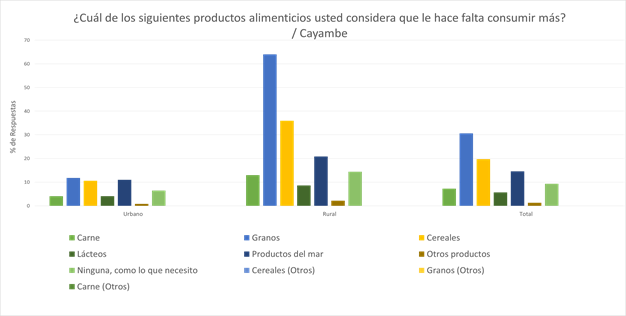 ¿Cuál de los siguientes productos alimenticios usted considera que le hace falta consumir más?
/ Cayambe
% de Respuestas
70
60
50
40
30
20
10
0
Urbano Rural Total
Carne Granos Cereales
Lácteos Productos del mar Otros productos
Ninguna, como lo que necesito Cereales (Otros) Granos (Otros)
Carne (Otros)